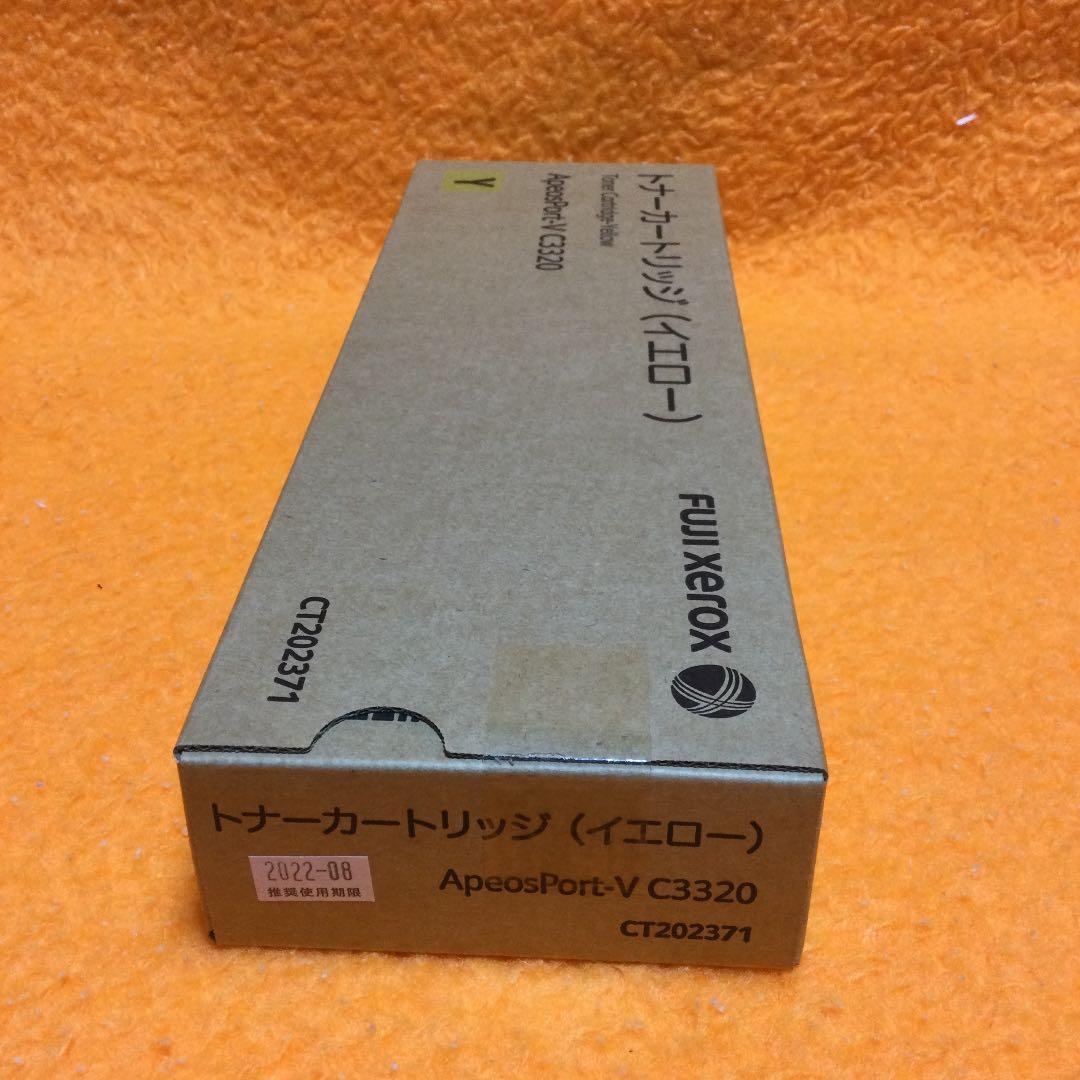 トナーカートリッジ (イエロー)
Toner Cartridge-Yellow
ApeosPort-V C3320
Y
FUJI xerox
CT202371
トナーカートリッジ (イエロー)
ApeosPort-V C3320
CT202371
2022-08
推奨使用期限